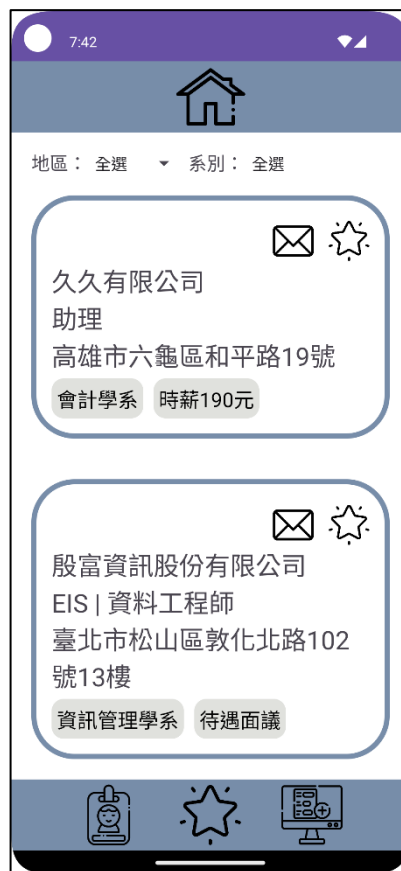 7:42
地區： 全選 系別： 全選
久久有限公司
助理
高雄市六龜區和平路19號
會計學系 時薪190元
殷富資訊股份有限公司
EIS | 資料工程師
臺北市松山區敦化北路102
號13樓
資訊管理學系 待遇面議